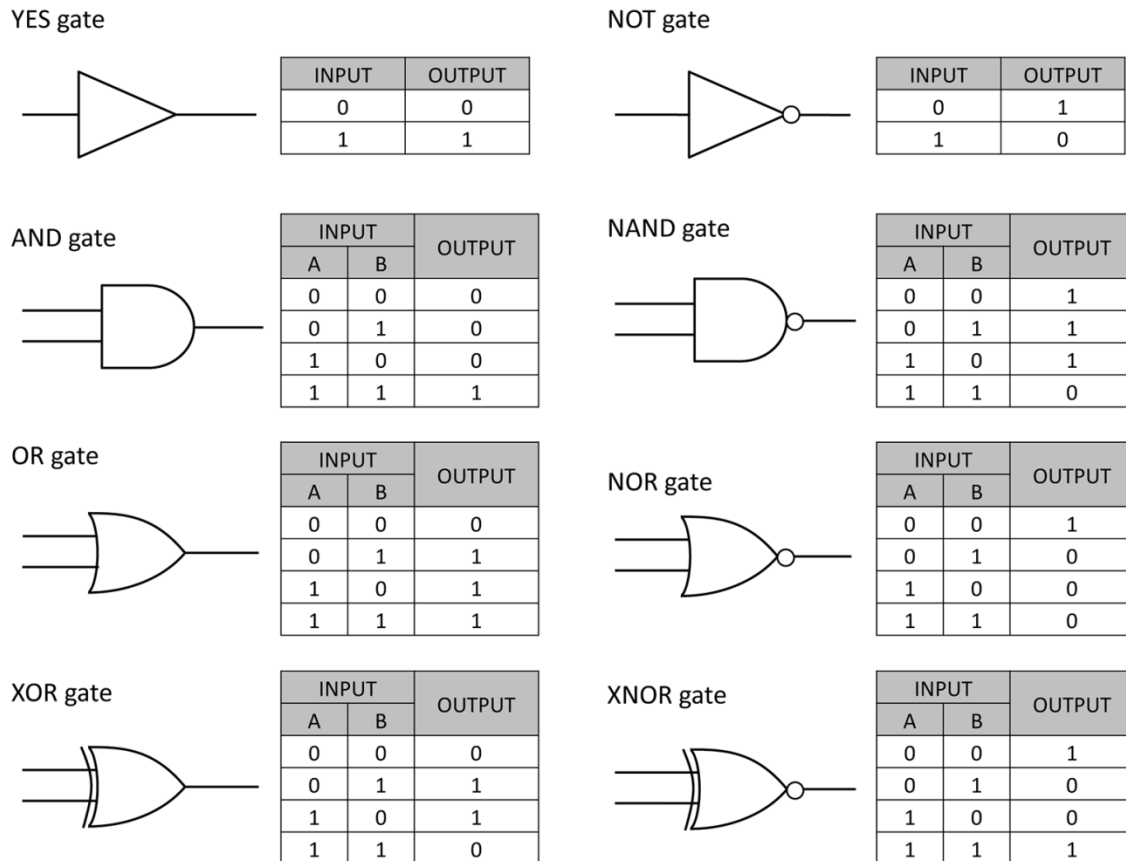 YES gate
INPUT OUTPUT
0 0
1 1
NOT gate
INPUT OUTPUT
0 1
1 0
AND gate
INPUT OUTPUT
A B
0 0 0
0 1 0
1 0 0
1 1 1
NAND gate
INPUT OUTPUT
A B
0 0 1
0 1 1
1 0 1
1 1 0
OR gate
INPUT OUTPUT
A B
0 0 0
0 1 1
1 0 1
1 1 1
NOR gate
INPUT OUTPUT
A B
0 0 1
0 1 0
1 0 0
1 1 0
XOR gate
INPUT OUTPUT
A B
0 0 0
0 1 1
1 0 1
1 1 0
XNOR gate
INPUT OUTPUT
A B
0 0 1
0 1 0
1 0 0
1 1 1